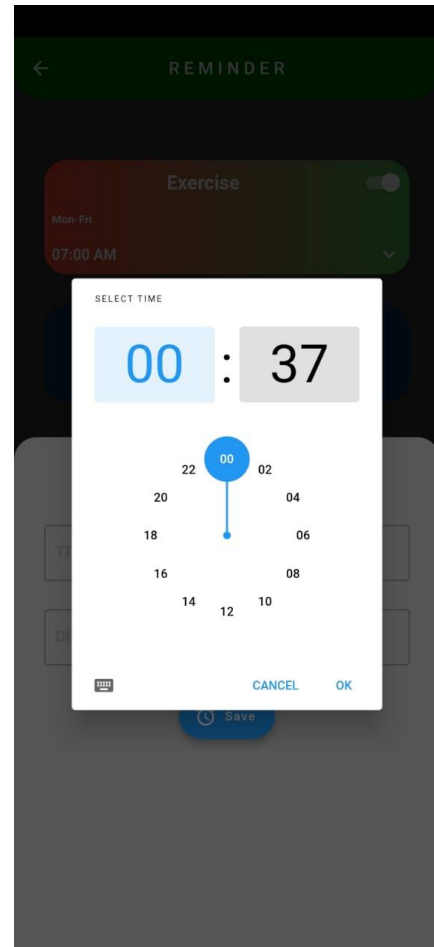 REMINDER
Exercise
Mon-Fri
07:00 AM
SELECT TIME
00 : 37
00
22 02
20 04
18 06
16 08
14 10
12
CANCEL OK
Save